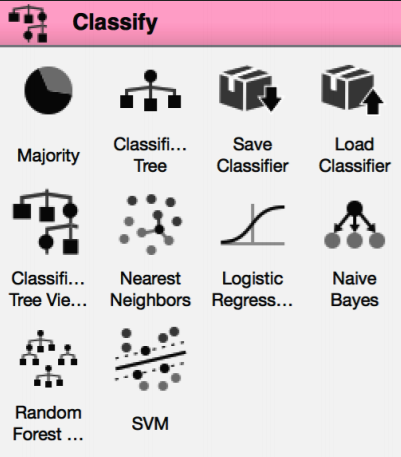 Classify
Majority
Classifi...
Tree
Save
Classifier
Load
Classifier
Classifi...
Tree Vie...
Nearest
Neighbors
Logistic
Regress...
Naive
Bayes
Random
Forest ...
SVM